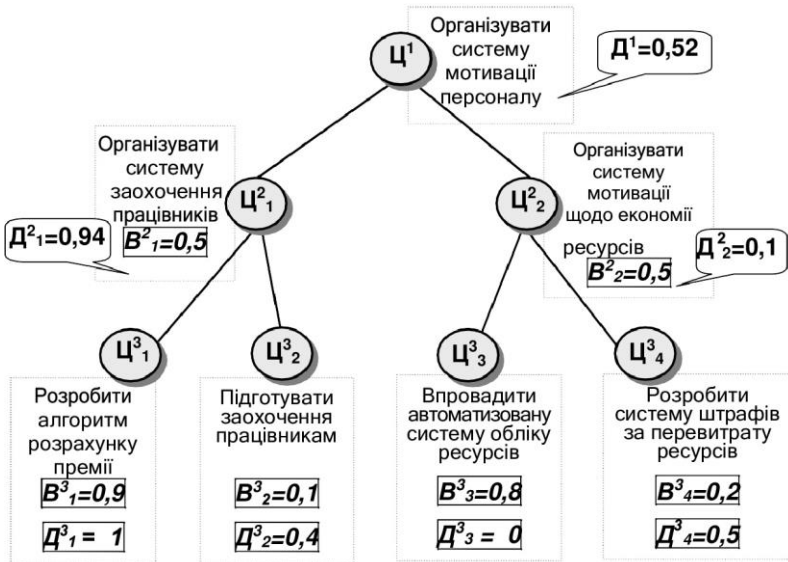 Ц¹
Організувати
систему
мотивації
персоналу
Д¹=0,52
Організувати
систему
заохочення
працівників
В²₁=0,5
Д²₁=0,94
Ц²₁
Ц²₂
Організувати
систему
мотивації
щодо економії
ресурсів
В²₂=0,5
Д²₂=0,1
Ц³₁
Розробити
алгоритм
розрахунку
премії
В³₁=0,9
Д³₁ = 1
Ц³₂
Підготувати
заохочення
працівникам
В³₂=0,1
Д³₂=0,4
Ц³₃
Впровадити
автоматизовану
систему обліку
ресурсів
В³₃=0,8
Д³₃ = 0
Ц³₄
Розробити
систему штрафів
за перевитрату
ресурсів
В³₄=0,2
Д³₄=0,5